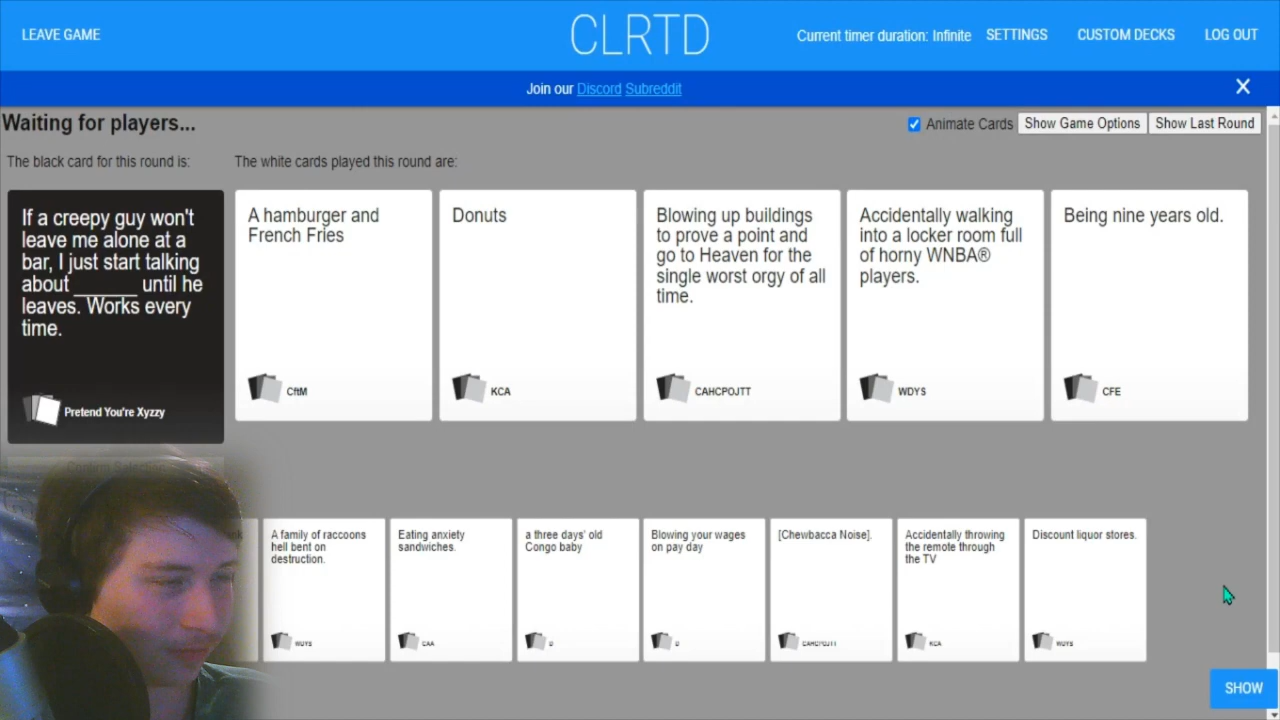 LEAVE GAME
CLRTD
Current timer duration: Infinite
SETTINGS
CUSTOM DECKS
LOG OUT
Join our Discord Subreddit
X
Waiting for players...
Animate Cards
Show Game Options
Show Last Round
The black card for this round is:
The white cards played this round are:
If a creepy guy won't
leave me alone at a
bar, I just start talking
about ______ until he
leaves. Works every
time.
Pretend You're Xyzzy
A hamburger and
French Fries
CftM
Donuts
KCA
Blowing up buildings
to prove a point and
go to Heaven for the
single worst orgy of all
time.
CAHCPOJTT
Accidentally walking
into a locker room full
of horny WNBA®
players.
WDYS
Being nine years old.
CFE
Confirm Selection
A family of raccoons
hell bent on
destruction.
WDYS
Eating anxiety
sandwiches.
CAA
a three days' old
Congo baby
D
Blowing your wages
on pay day
D
[Chewbacca Noise].
CAHCPOJTT
Accidentally throwing
the remote through
the TV
KCA
Discount liquor stores.
WDYS
SHOW